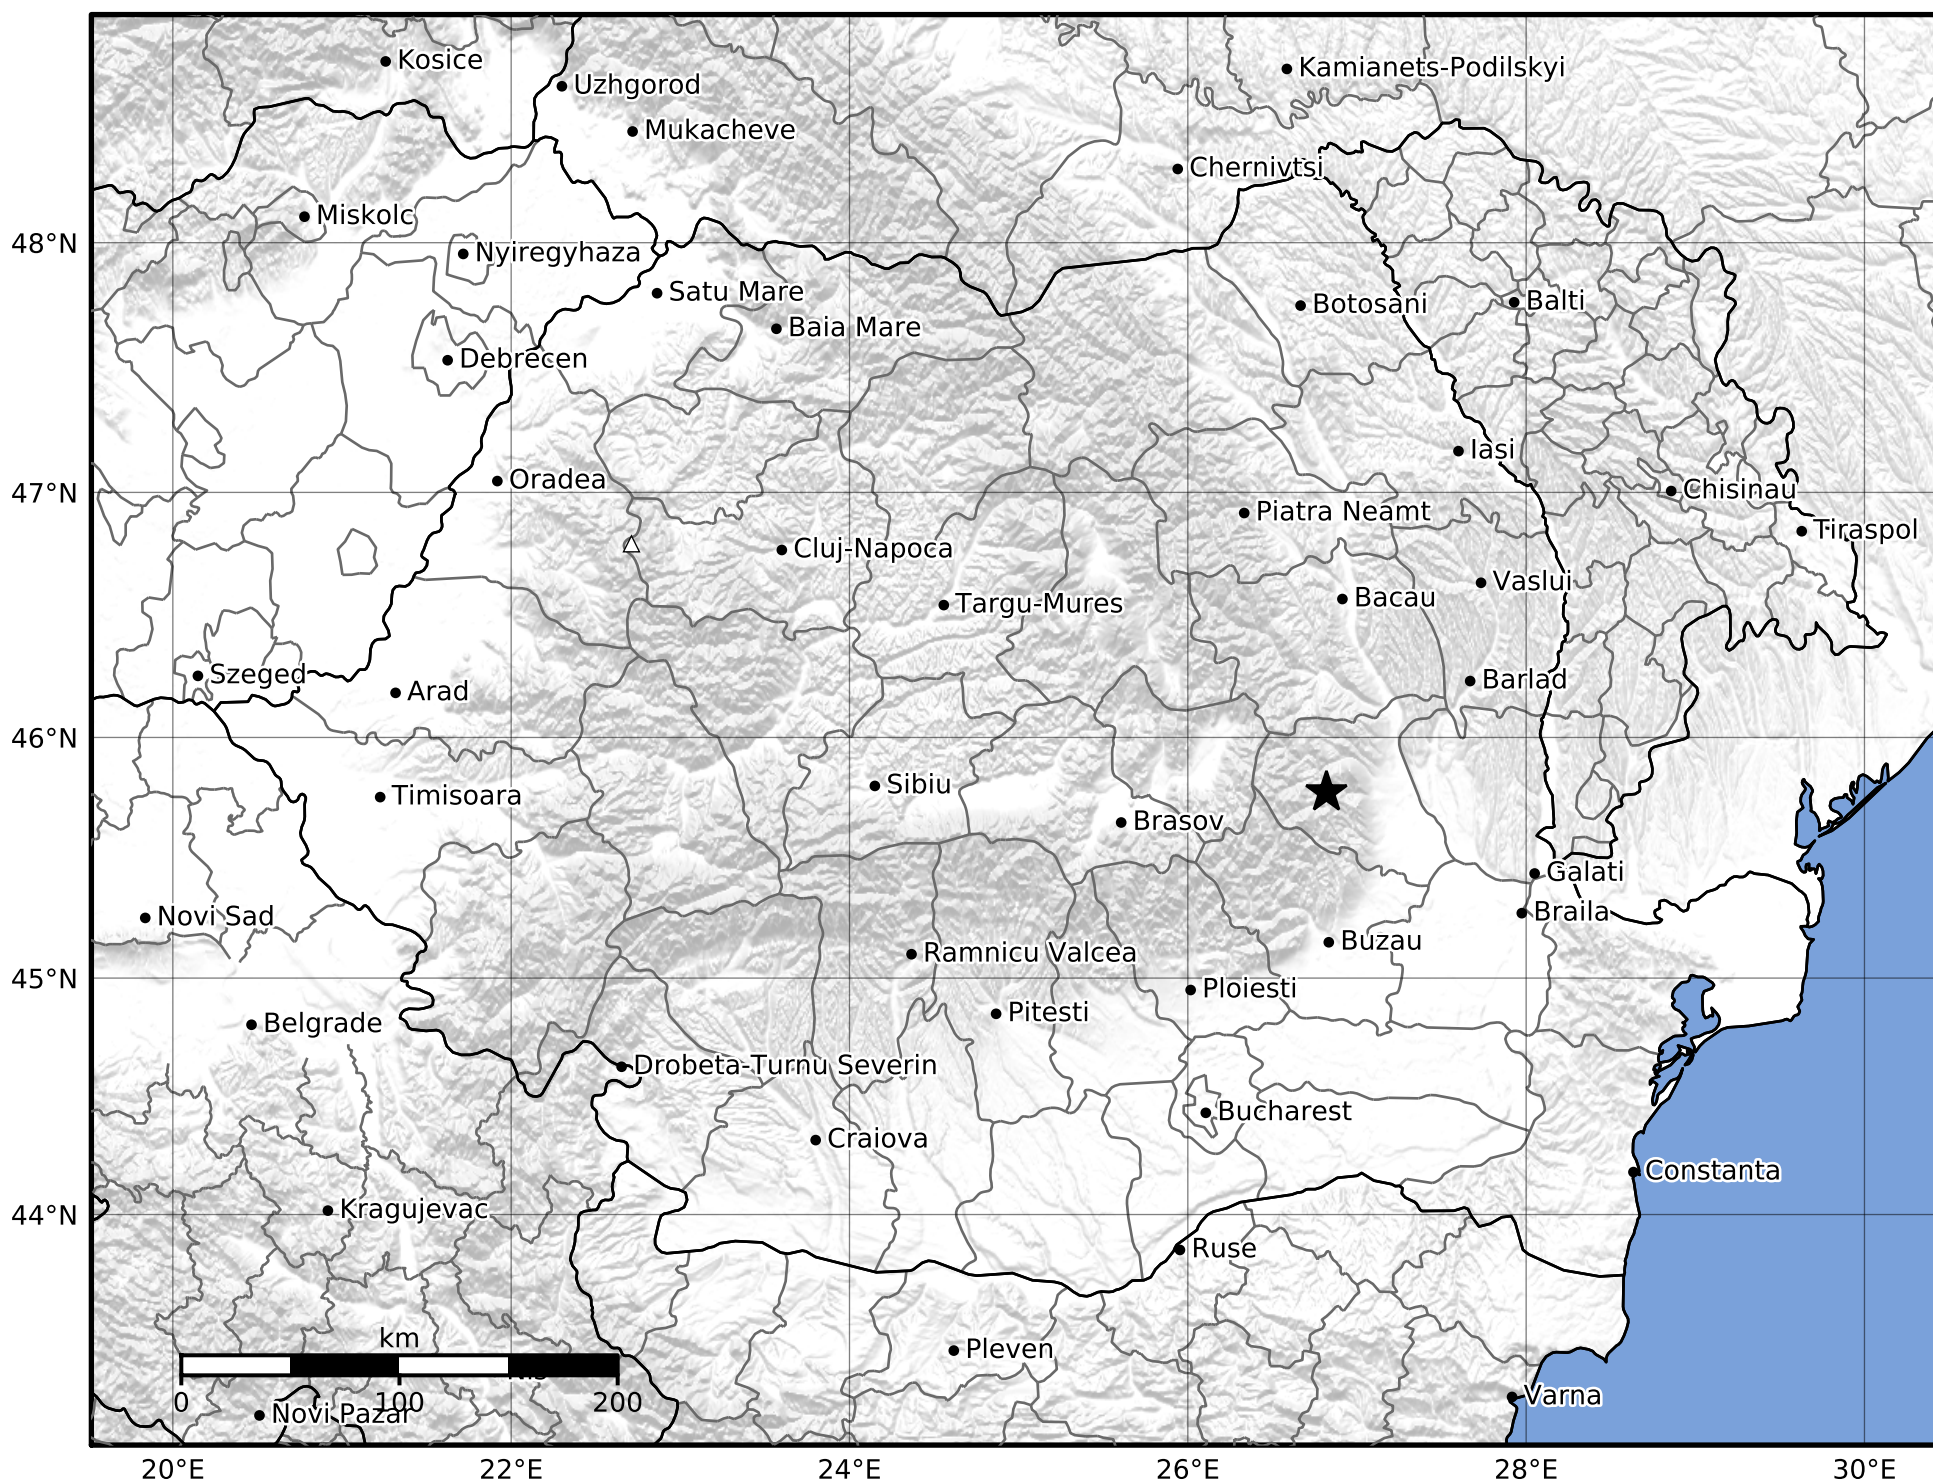 Kosice
Uzhgorod
Kamianets-Podilskyi
Mukacheve
Chernivtsi
Miskolc
48°N
Nyiregyhaza
Satu Mare
Botosani
Balti
Baia Mare
Debrecen
Iasi
Oradea
47°N
Chisinau
Piatra Neamt
Tiraspol
Cluj-Napoca
Vaslui
Bacau
Targu-Mures
Szeged
Barlad
Arad
46°N
Sibiu
Timisoara
Brasov
Galati
Novi Sad
Braila
Buzau
Ramnicu Valcea
45°N
Ploiesti
Pitesti
Belgrade
Drobeta-Turnu Severin
Bucharest
Craiova
Constanta
Kragujevac
44°N
Ruse
km
Pleven
Varna
0 100 200
Novi Pazar
20°E 22°E 24°E 26°E 28°E 30°E